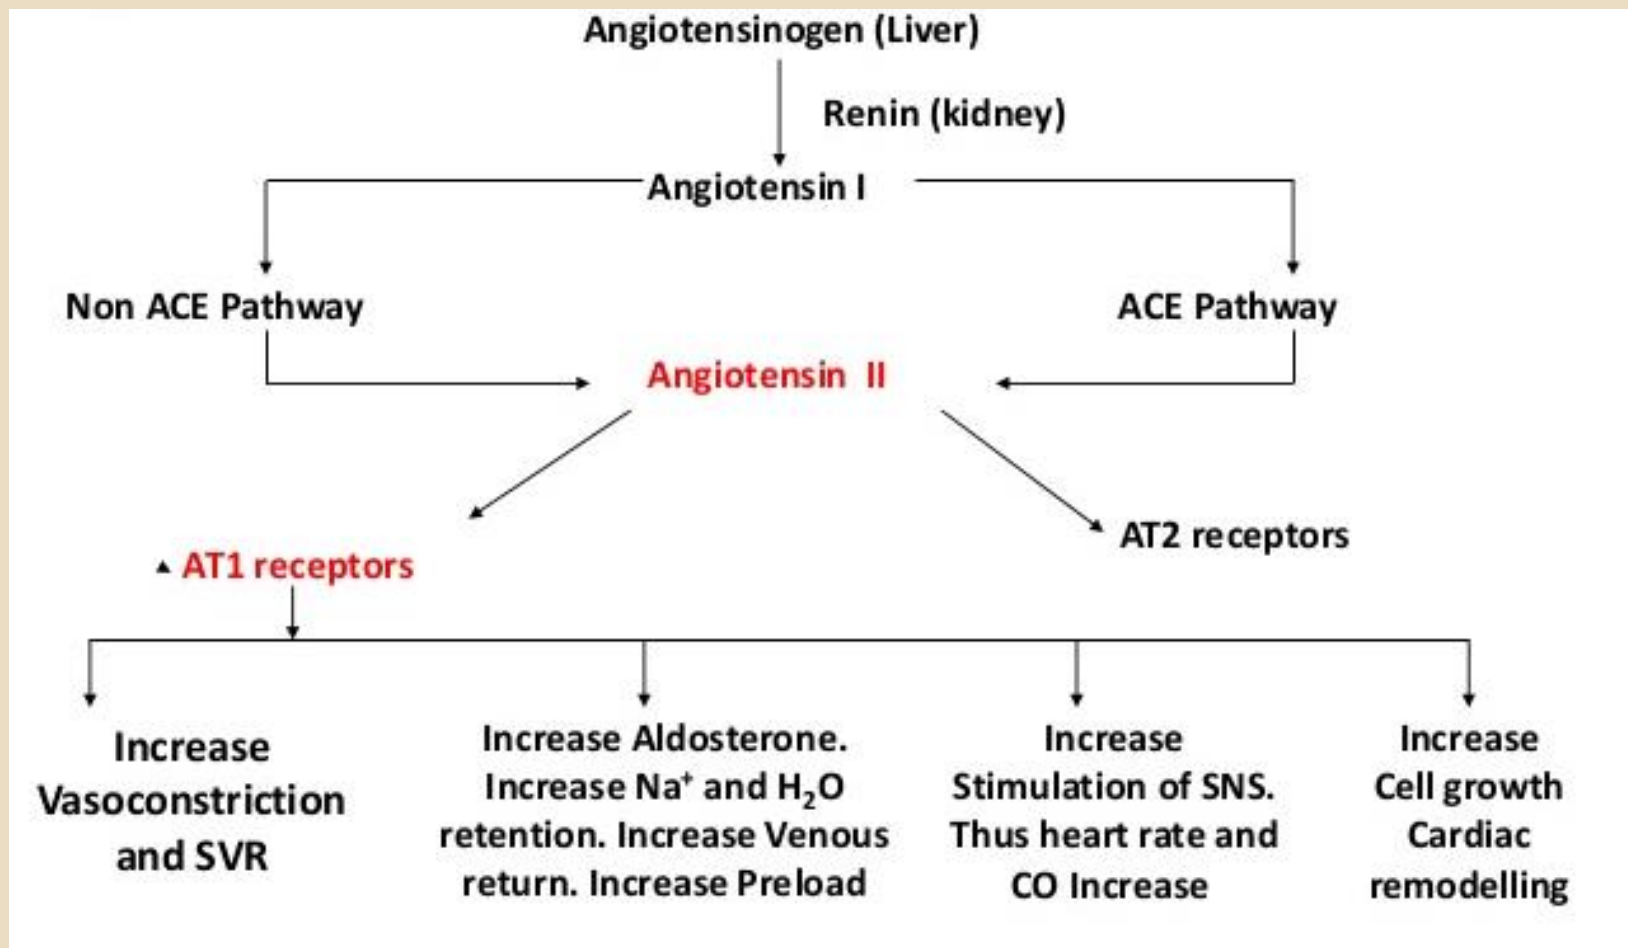 Angiotensinogen (Liver)
Renin (kidney)
Angiotensin I
Non ACE Pathway
ACE Pathway
Angiotensin II
AT1 receptors
AT2 receptors
Increase
Vasoconstriction
and SVR
Increase Aldosterone.
Increase Na⁺ and H₂O
retention. Increase Venous
return. Increase Preload
Increase
Stimulation of SNS.
Thus heart rate and
CO Increase
Increase
Cell growth
Cardiac
remodelling